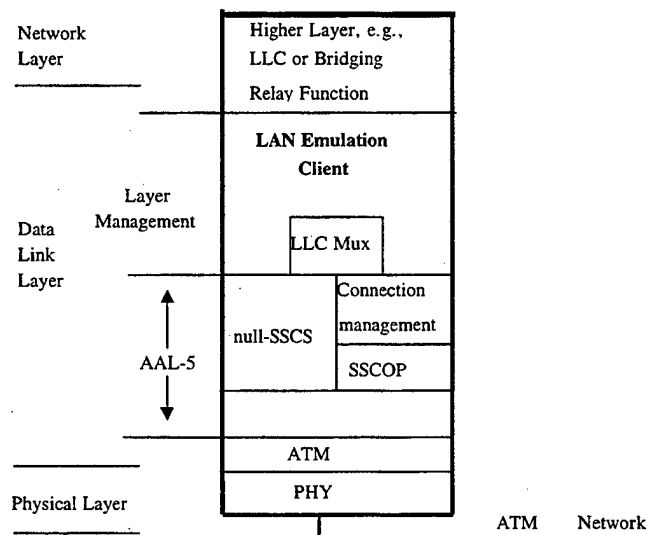 Network
Layer
Higher Layer, e.g.,
LLC or Bridging
Relay Function
LAN Emulation
Client
Layer
Management
Data
Link
Layer
LLC Mux
Connection
management
null-SSCS
AAL-5
SSCOP
ATM
PHY
Physical Layer
ATM Network